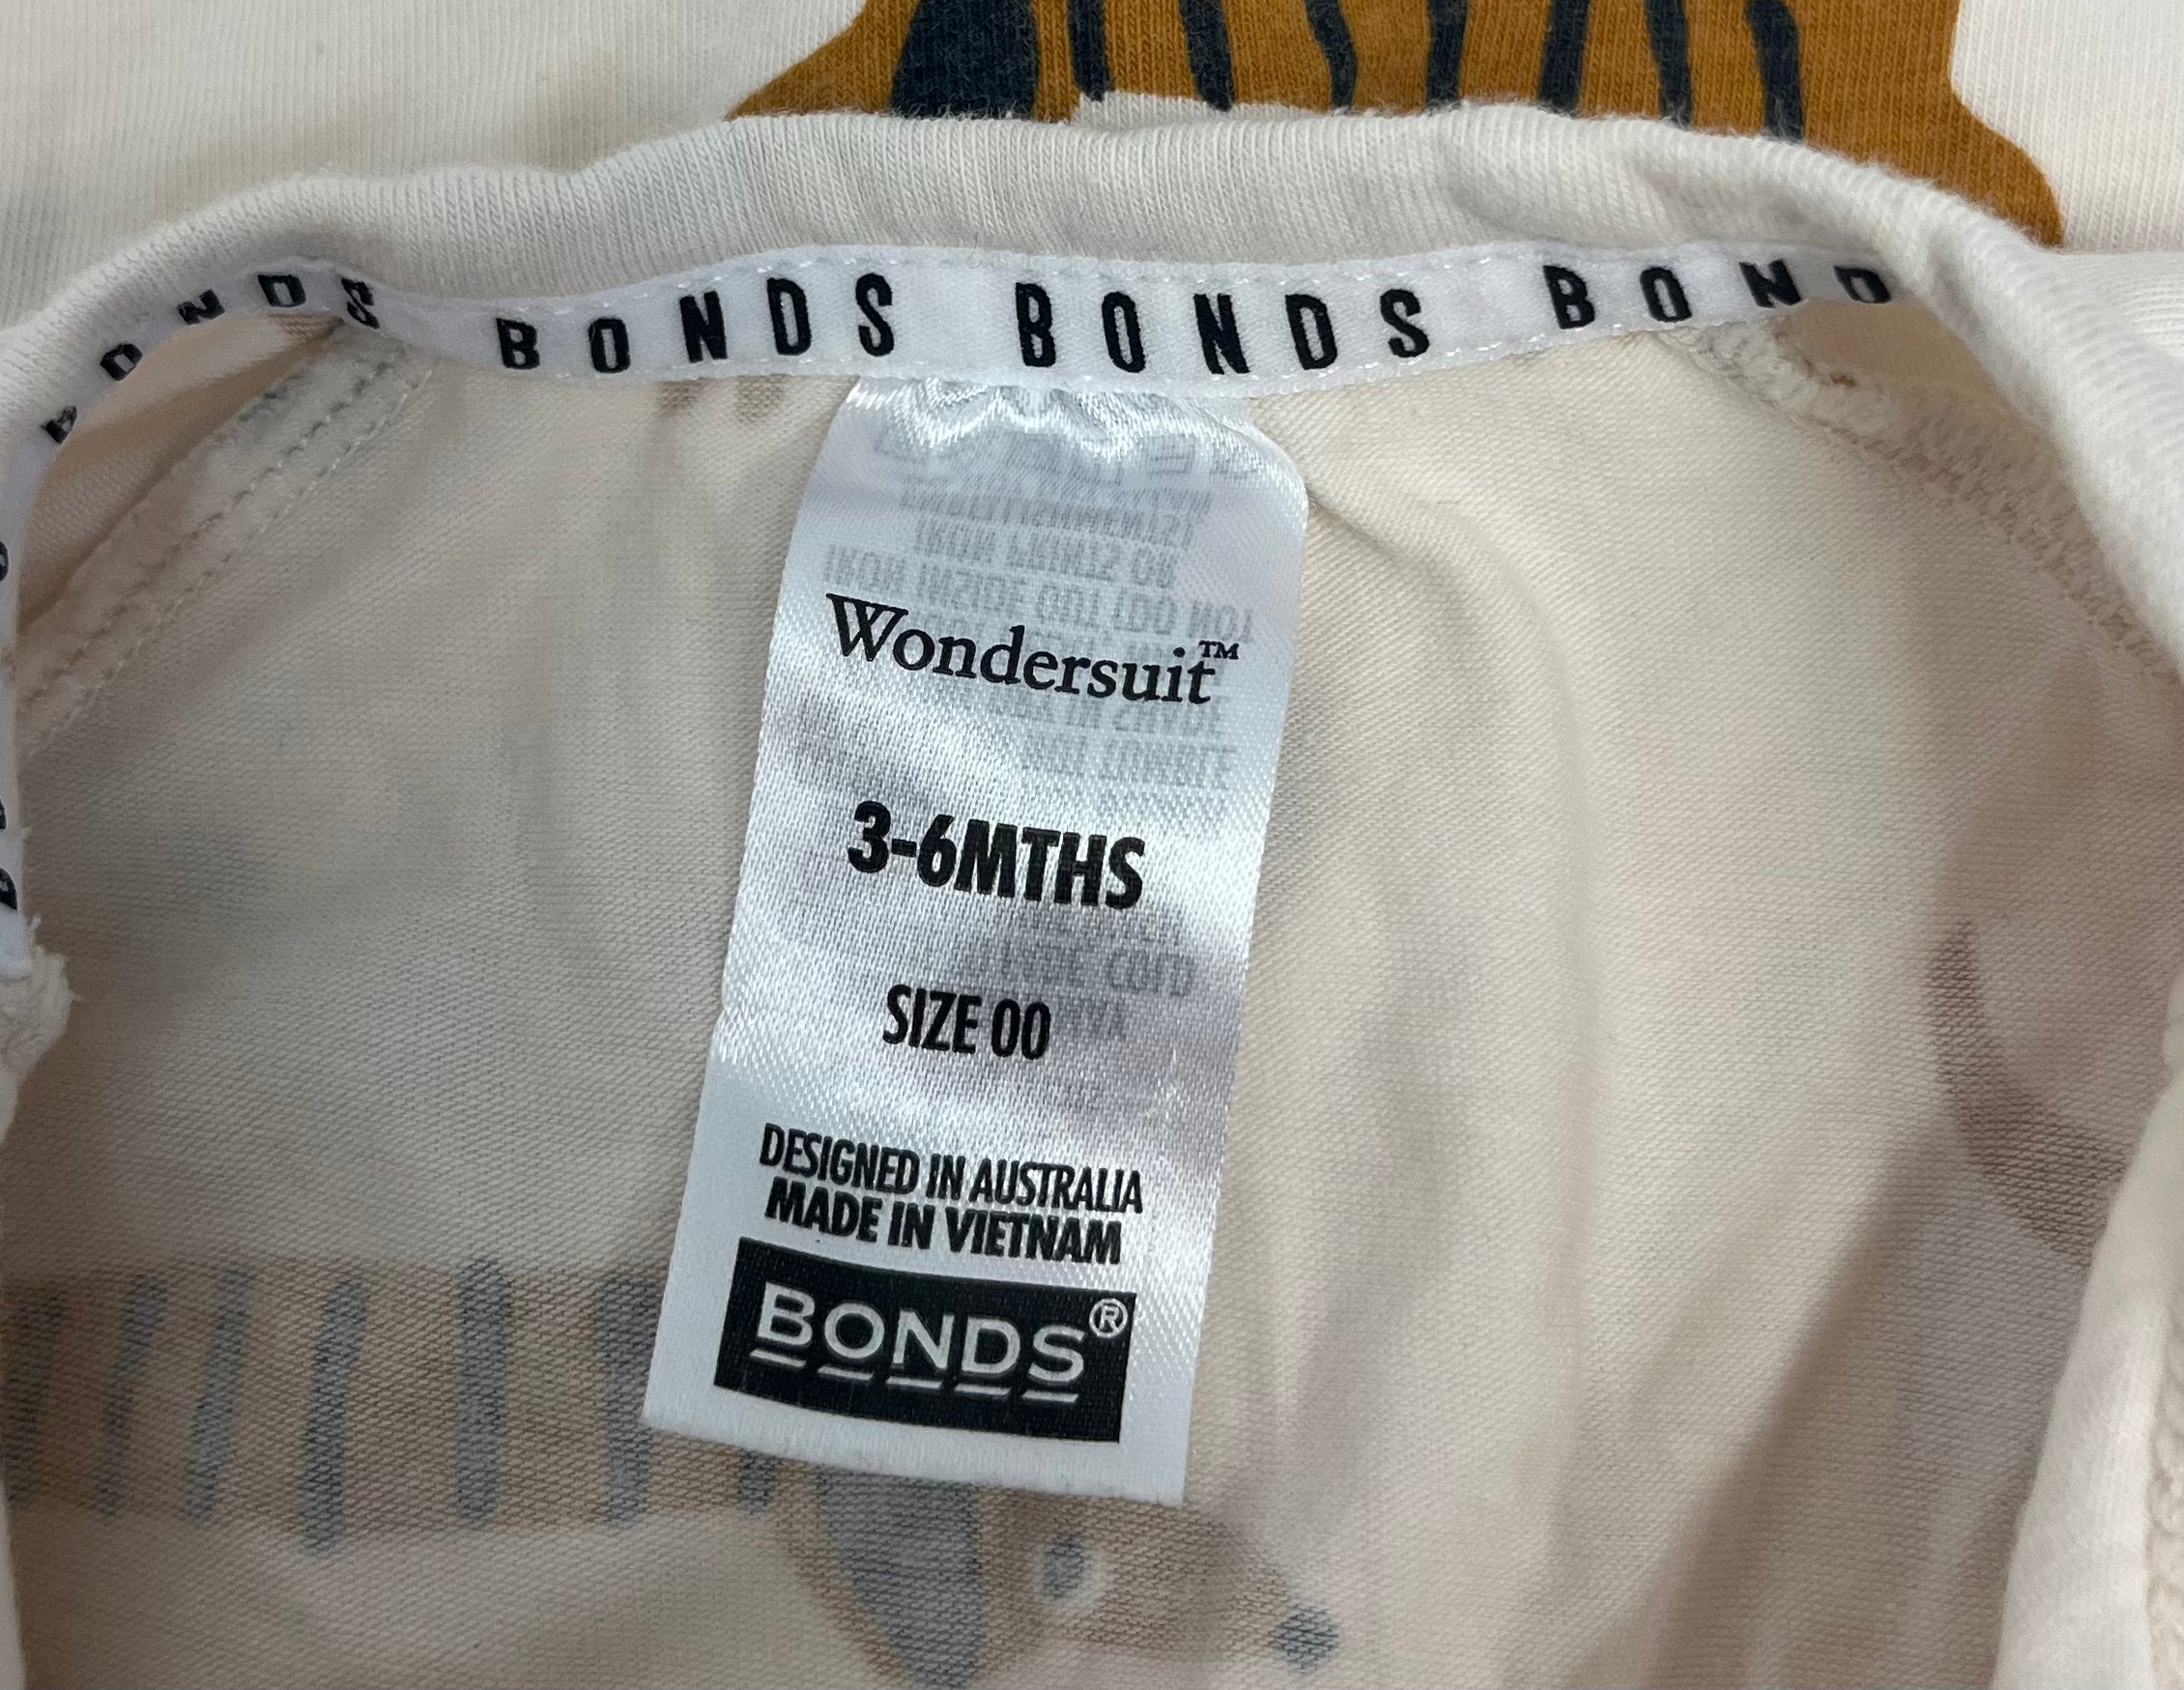 BONDS BONDS BONDS BOND
Wondersuit™
3-6MTHS
SIZE 00
DESIGNED IN AUSTRALIA
MADE IN VIETNAM
BONDS®